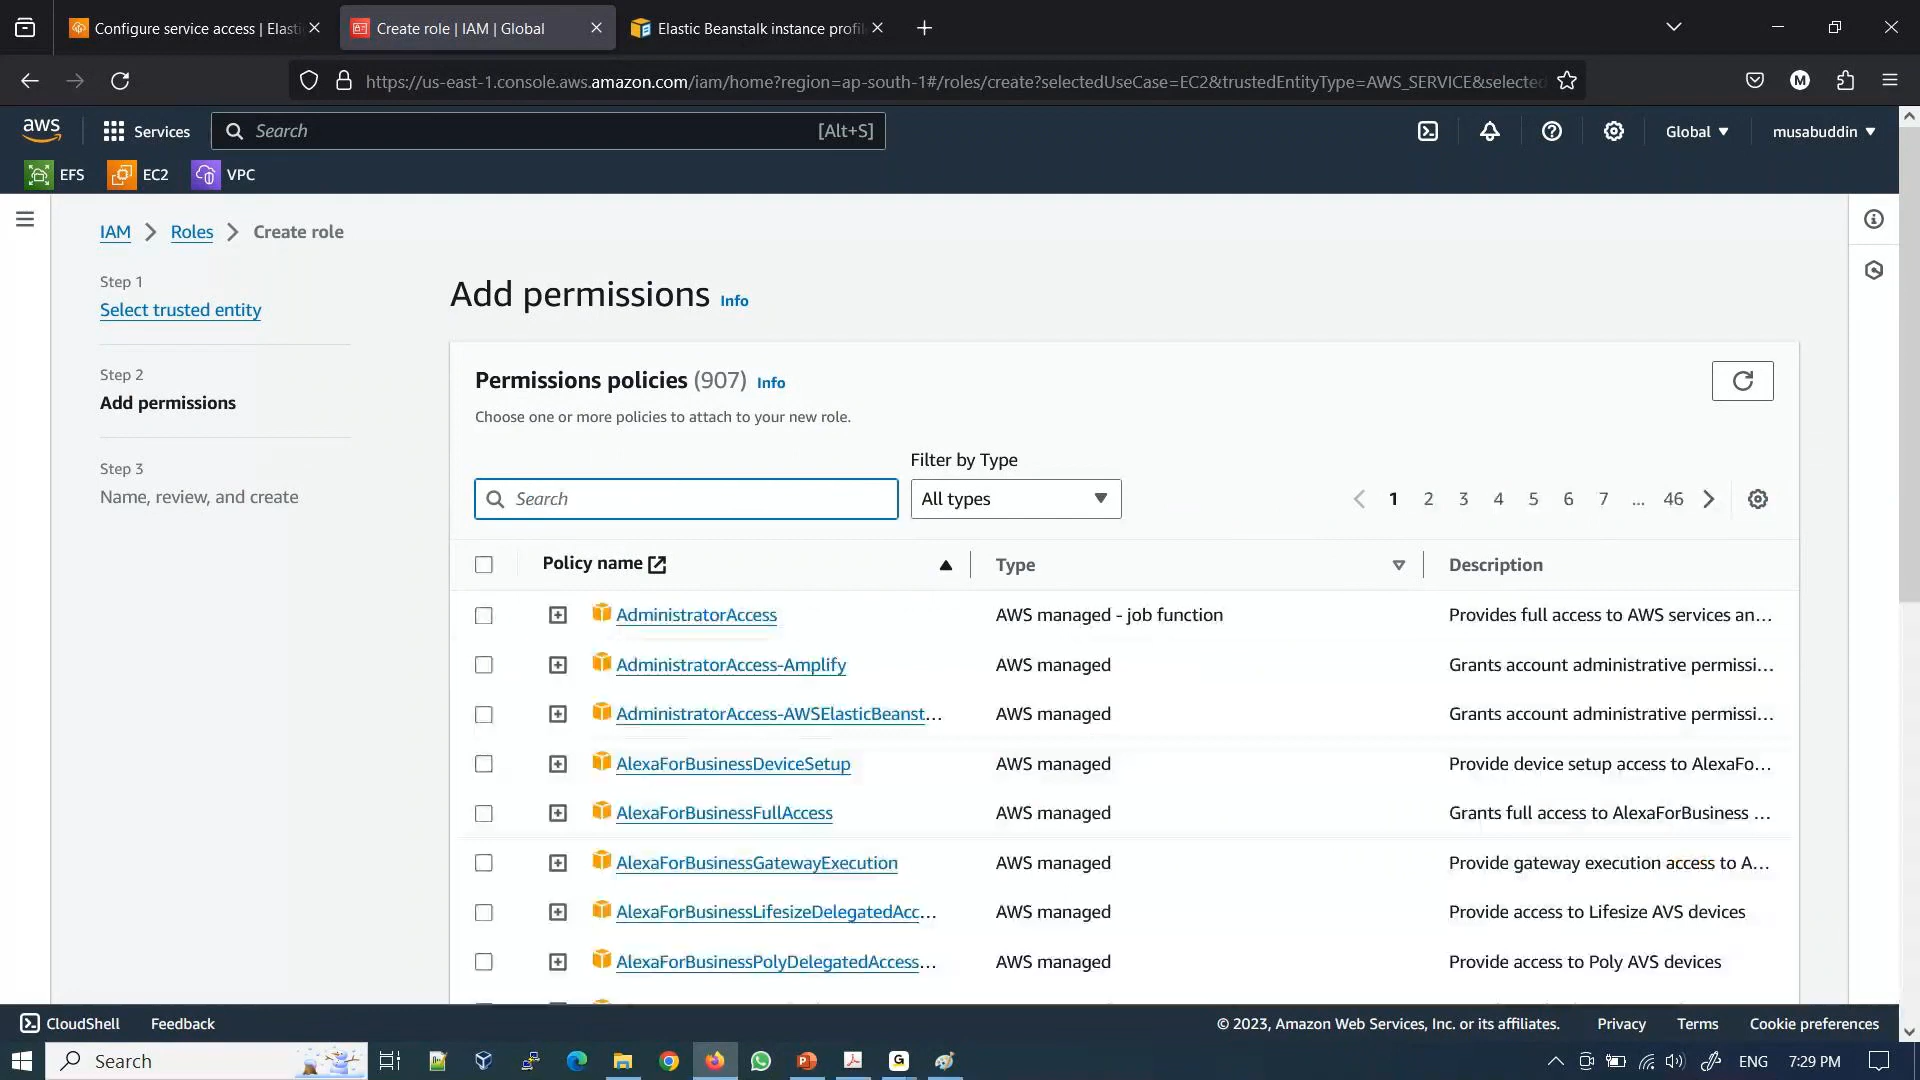 Configure service access | Elasti
Create role | IAM | Global
Elastic Beanstalk instance profil
https://us-east-1.console.aws.amazon.com/iam/home?region=ap-south-1#/roles/create?selectedUseCase=EC2&trustedEntityType=AWS_SERVICE&selected
M
aws
Services
Search
[Alt+S]
Global
musabuddin
EFS
EC2
VPC
IAM
Roles
Create role
Step 1
Select trusted entity
Step 2
Add permissions
Step 3
Name, review, and create
Add permissions Info
Permissions policies (907) Info
Choose one or more policies to attach to your new role.
Filter by Type
Search
All types
1 2 3 4 5 6 7 ... 46
Policy name Type Description
AdministratorAccess AWS managed - job function Provides full access to AWS services an...
AdministratorAccess-Amplify AWS managed Grants account administrative permissi...
AdministratorAccess-AWSElasticBeanst... AWS managed Grants account administrative permissi...
AlexaForBusinessDeviceSetup AWS managed Provide device setup access to AlexaFo...
AlexaForBusinessFullAccess AWS managed Grants full access to AlexaForBusiness ...
AlexaForBusinessGatewayExecution AWS managed Provide gateway execution access to A...
AlexaForBusinessLifesizeDelegatedAcc... AWS managed Provide access to Lifesize AVS devices
AlexaForBusinessPolyDelegatedAccess... AWS managed Provide access to Poly AVS devices
CloudShell
Feedback
© 2023, Amazon Web Services, Inc. or its affiliates.
Privacy
Terms
Cookie preferences
Search
G
ENG
7:29 PM